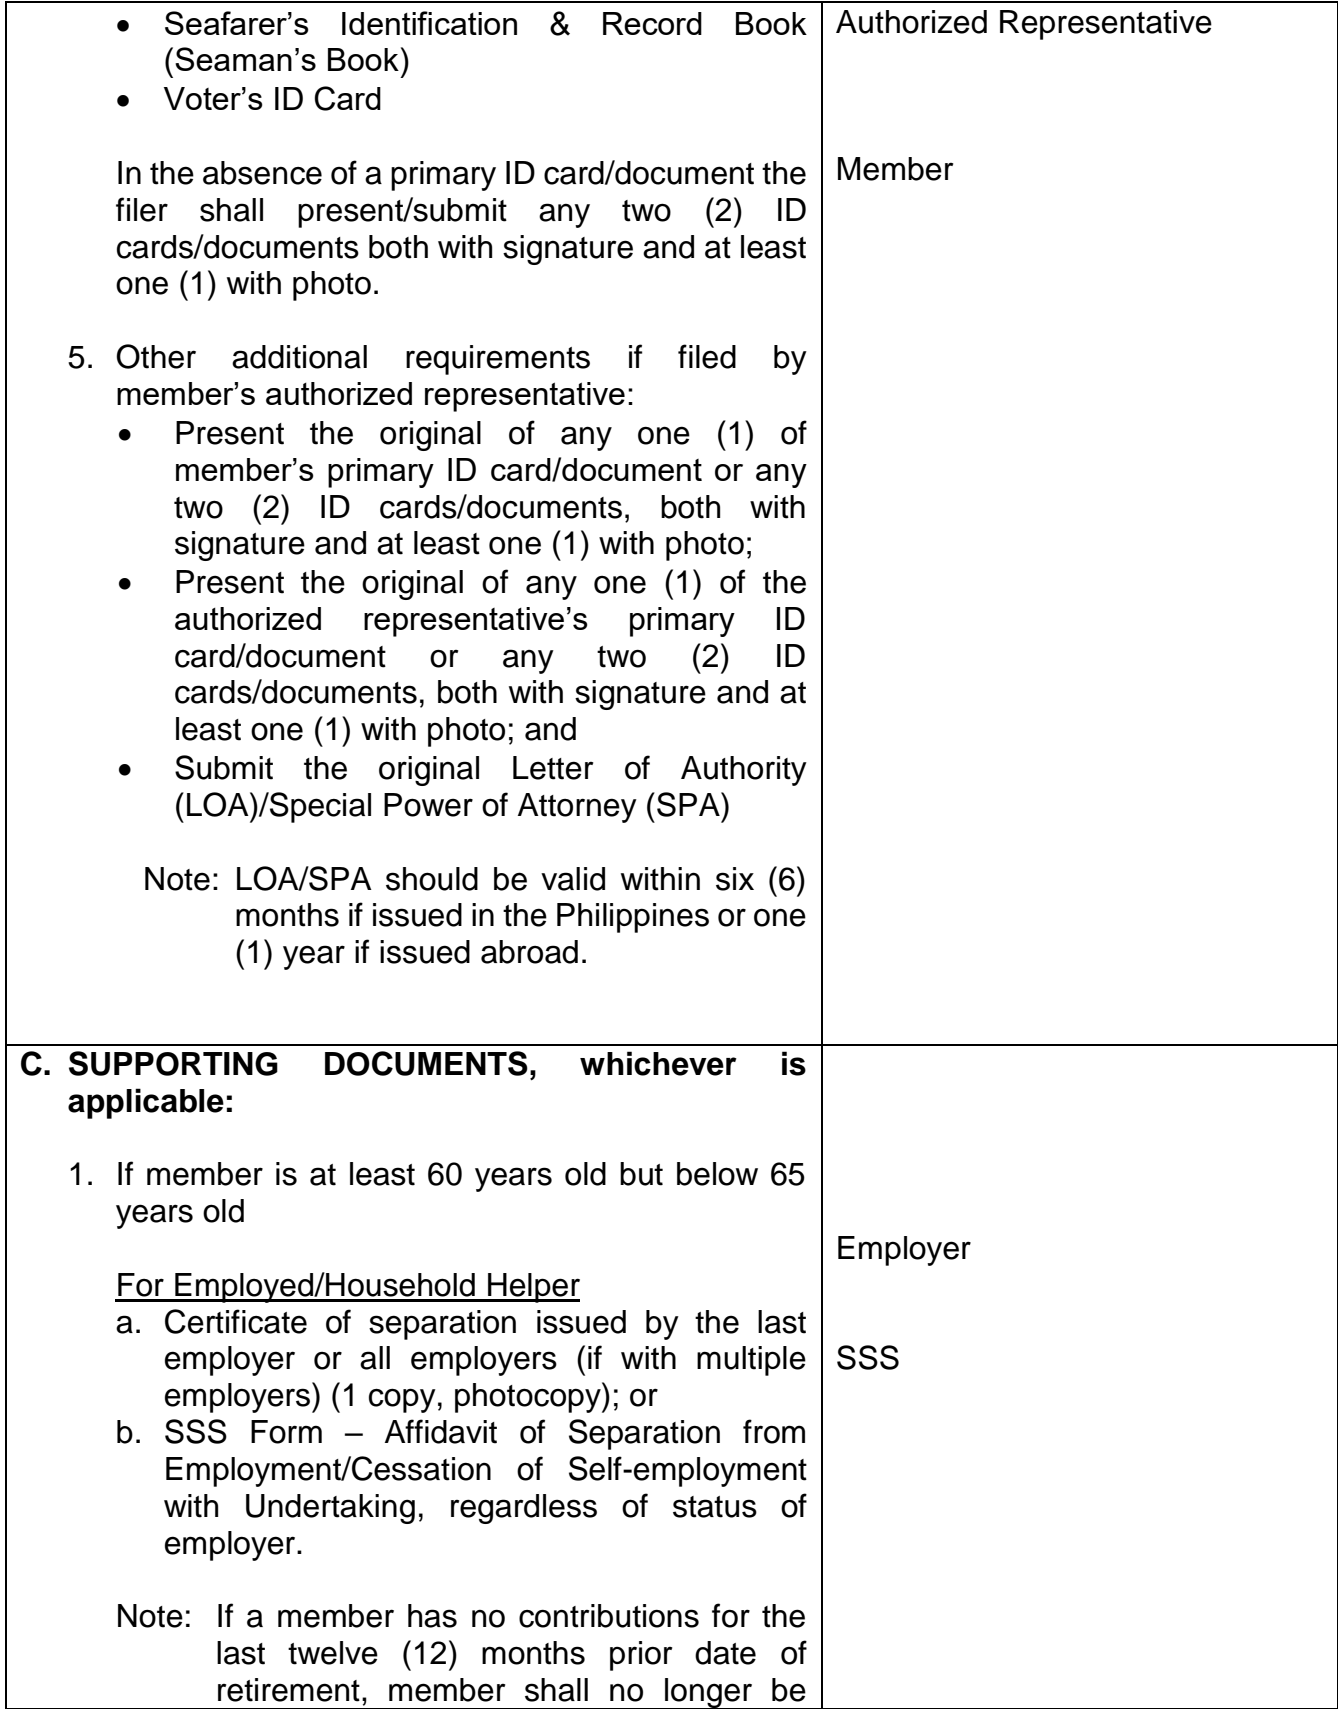 • Seafarer’s Identification & Record Book
(Seaman’s Book)
• Voter’s ID Card
In the absence of a primary ID card/document the
filer shall present/submit any two (2) ID
cards/documents both with signature and at least
one (1) with photo.
5. Other additional requirements if filed by
member’s authorized representative:
• Present the original of any one (1) of
member’s primary ID card/document or any
two (2) ID cards/documents, both with
signature and at least one (1) with photo;
• Present the original of any one (1) of the
authorized representative’s primary ID
card/document or any two (2) ID
cards/documents, both with signature and at
least one (1) with photo; and
• Submit the original Letter of Authority
(LOA)/Special Power of Attorney (SPA)
Note: LOA/SPA should be valid within six (6)
months if issued in the Philippines or one
(1) year if issued abroad.
Authorized Representative
Member
C. SUPPORTING DOCUMENTS, whichever is
applicable:
1. If member is at least 60 years old but below 65
years old
For Employed/Household Helper
a. Certificate of separation issued by the last
employer or all employers (if with multiple
employers) (1 copy, photocopy); or
b. SSS Form – Affidavit of Separation from
Employment/Cessation of Self-employment
with Undertaking, regardless of status of
employer.
Note: If a member has no contributions for the
last twelve (12) months prior date of
retirement, member shall no longer be
Employer
SSS